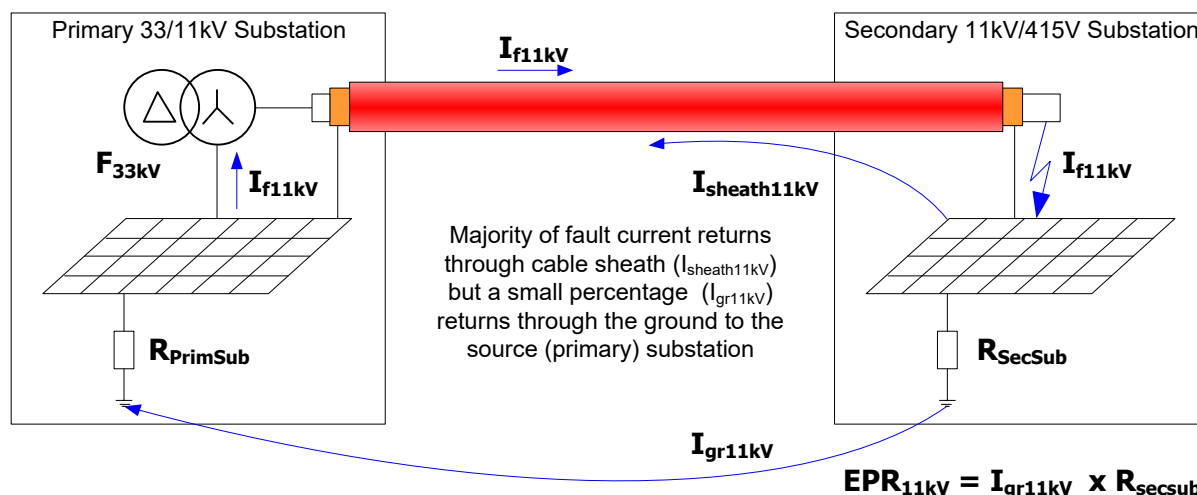 Primary 33/11kV Substation
Secondary 11kV/415V Substation
If11kV
F33kV
If11kV
Isheath11kV
If11kV
Majority of fault current returns
through cable sheath (Isheath11kV)
but a small percentage (Igr11kV)
returns through the ground to the
source (primary) substation
RPrimSub
RSecSub
Igr11kV
EPR11kV = Igr11kV x Rsecsub